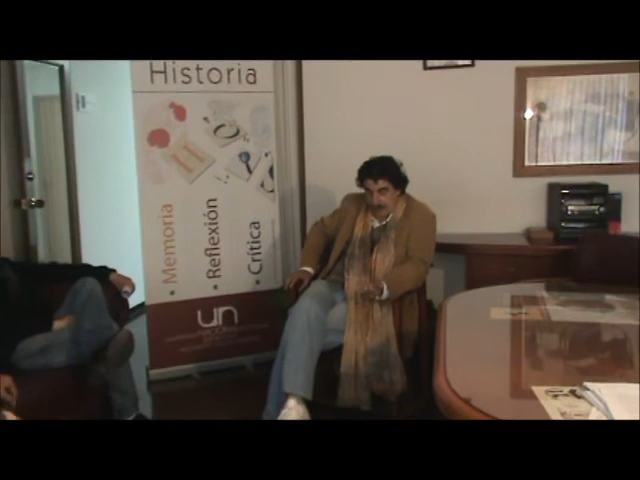 Historia
• Memoria
• Reflexión
• Crítica
un